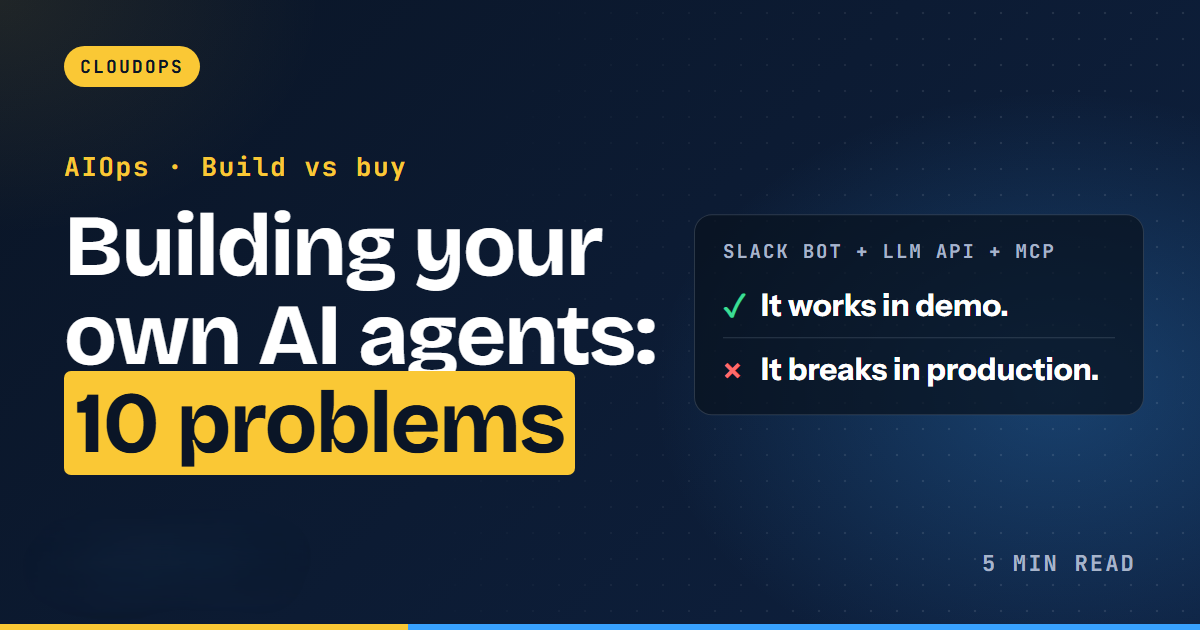 CLOUDOPS
AIOps · Build vs buy
Building your
own AI agents:
10 problems
SLACK BOT + LLM API + MCP
✓ It works in demo.
× It breaks in production.
5 MIN READ